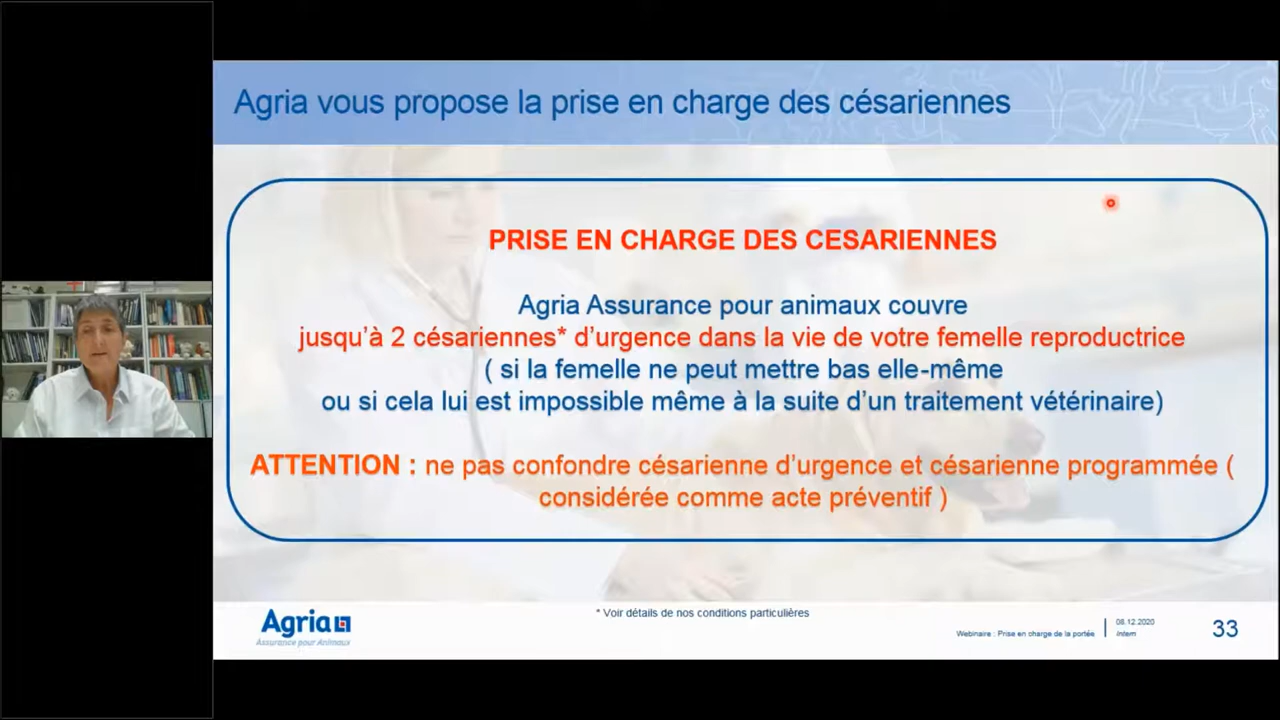 Agria vous propose la prise en charge des césariennes
PRISE EN CHARGE DES CESARIENNES
Agria Assurance pour animaux couvre
jusqu'à 2 césariennes* d'urgence dans la vie de votre femelle reproductrice
( si la femelle ne peut mettre bas elle-même
ou si cela lui est impossible même à la suite d'un traitement vétérinaire)
ATTENTION : ne pas confondre césarienne d'urgence et césarienne programmée (
considérée comme acte préventif )
* Voir détails de nos conditions particulières
Agria
Assurance pour Animaux
Webinaire : Prise en charge de la portée
08.12.2020
Intern
33